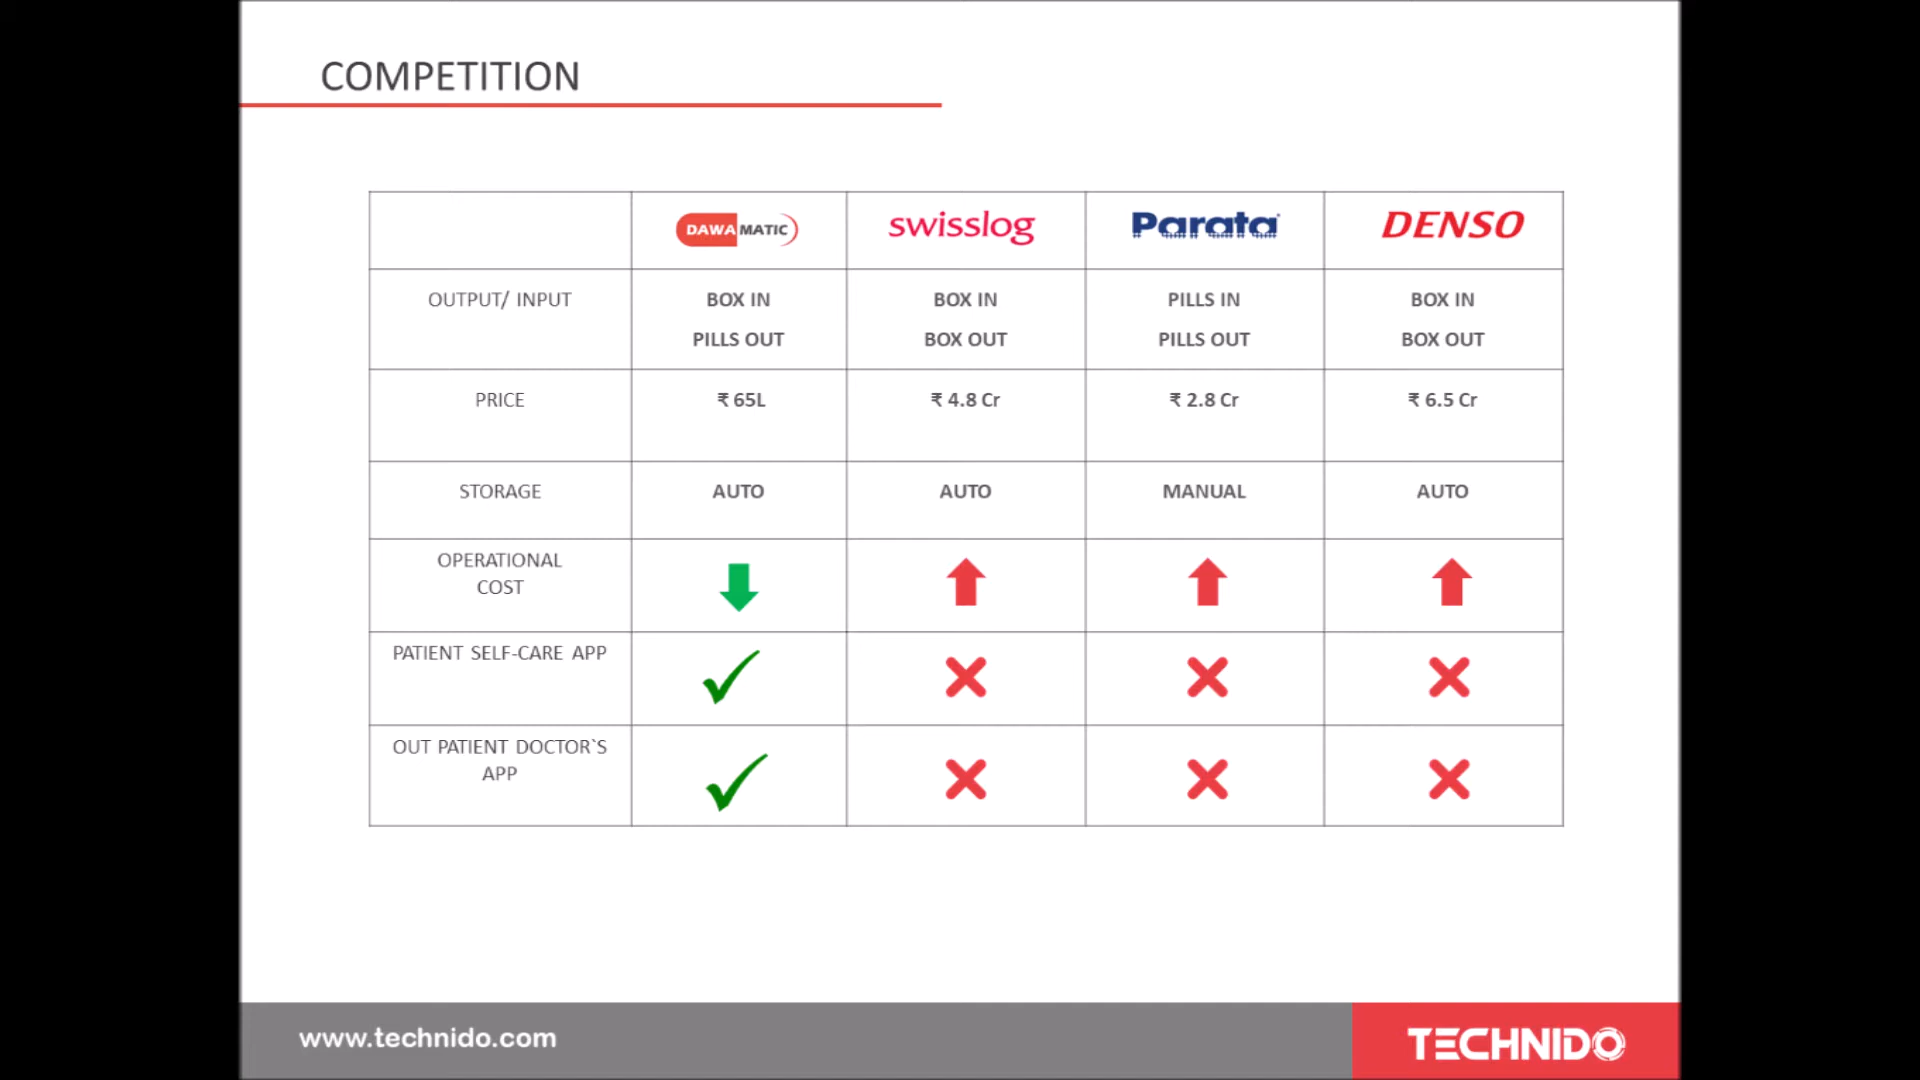 COMPETITION
DAWA MATIC swisslog Parata DENSO
OUTPUT/ INPUT BOX IN BOX IN PILLS IN BOX IN
PILLS OUT BOX OUT PILLS OUT BOX OUT
PRICE ₹ 65L ₹ 4.8 Cr ₹ 2.8 Cr ₹ 6.5 Cr
STORAGE AUTO AUTO MANUAL AUTO
OPERATIONAL
COST
PATIENT SELF-CARE APP
OUT PATIENT DOCTOR`S
APP
www.technido.com
TECHNIDO